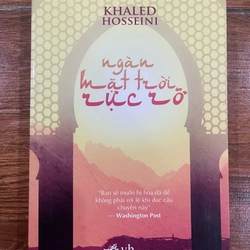 KHALED
HOSSEINI
ngàn
mặt trời
rực rỡ
"Bạn sẽ muốn bị hóa đá để
không phải rơi lệ khi đọc câu
chuyện này"
— Washington Post